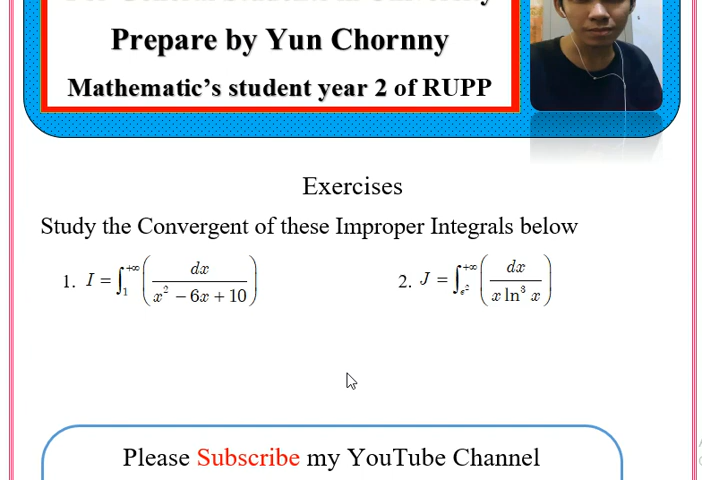 Prepare by Yun Chornny
Mathematic's student year 2 of RUPP
Exercises
Study the Convergent of these Improper Integrals below
1. I = ∫₁^{+∞} (dx / (x² − 6x + 10)) 2. J = ∫_{e²}^{+∞} (dx / (x ln³ x))
Please Subscribe my YouTube Channel